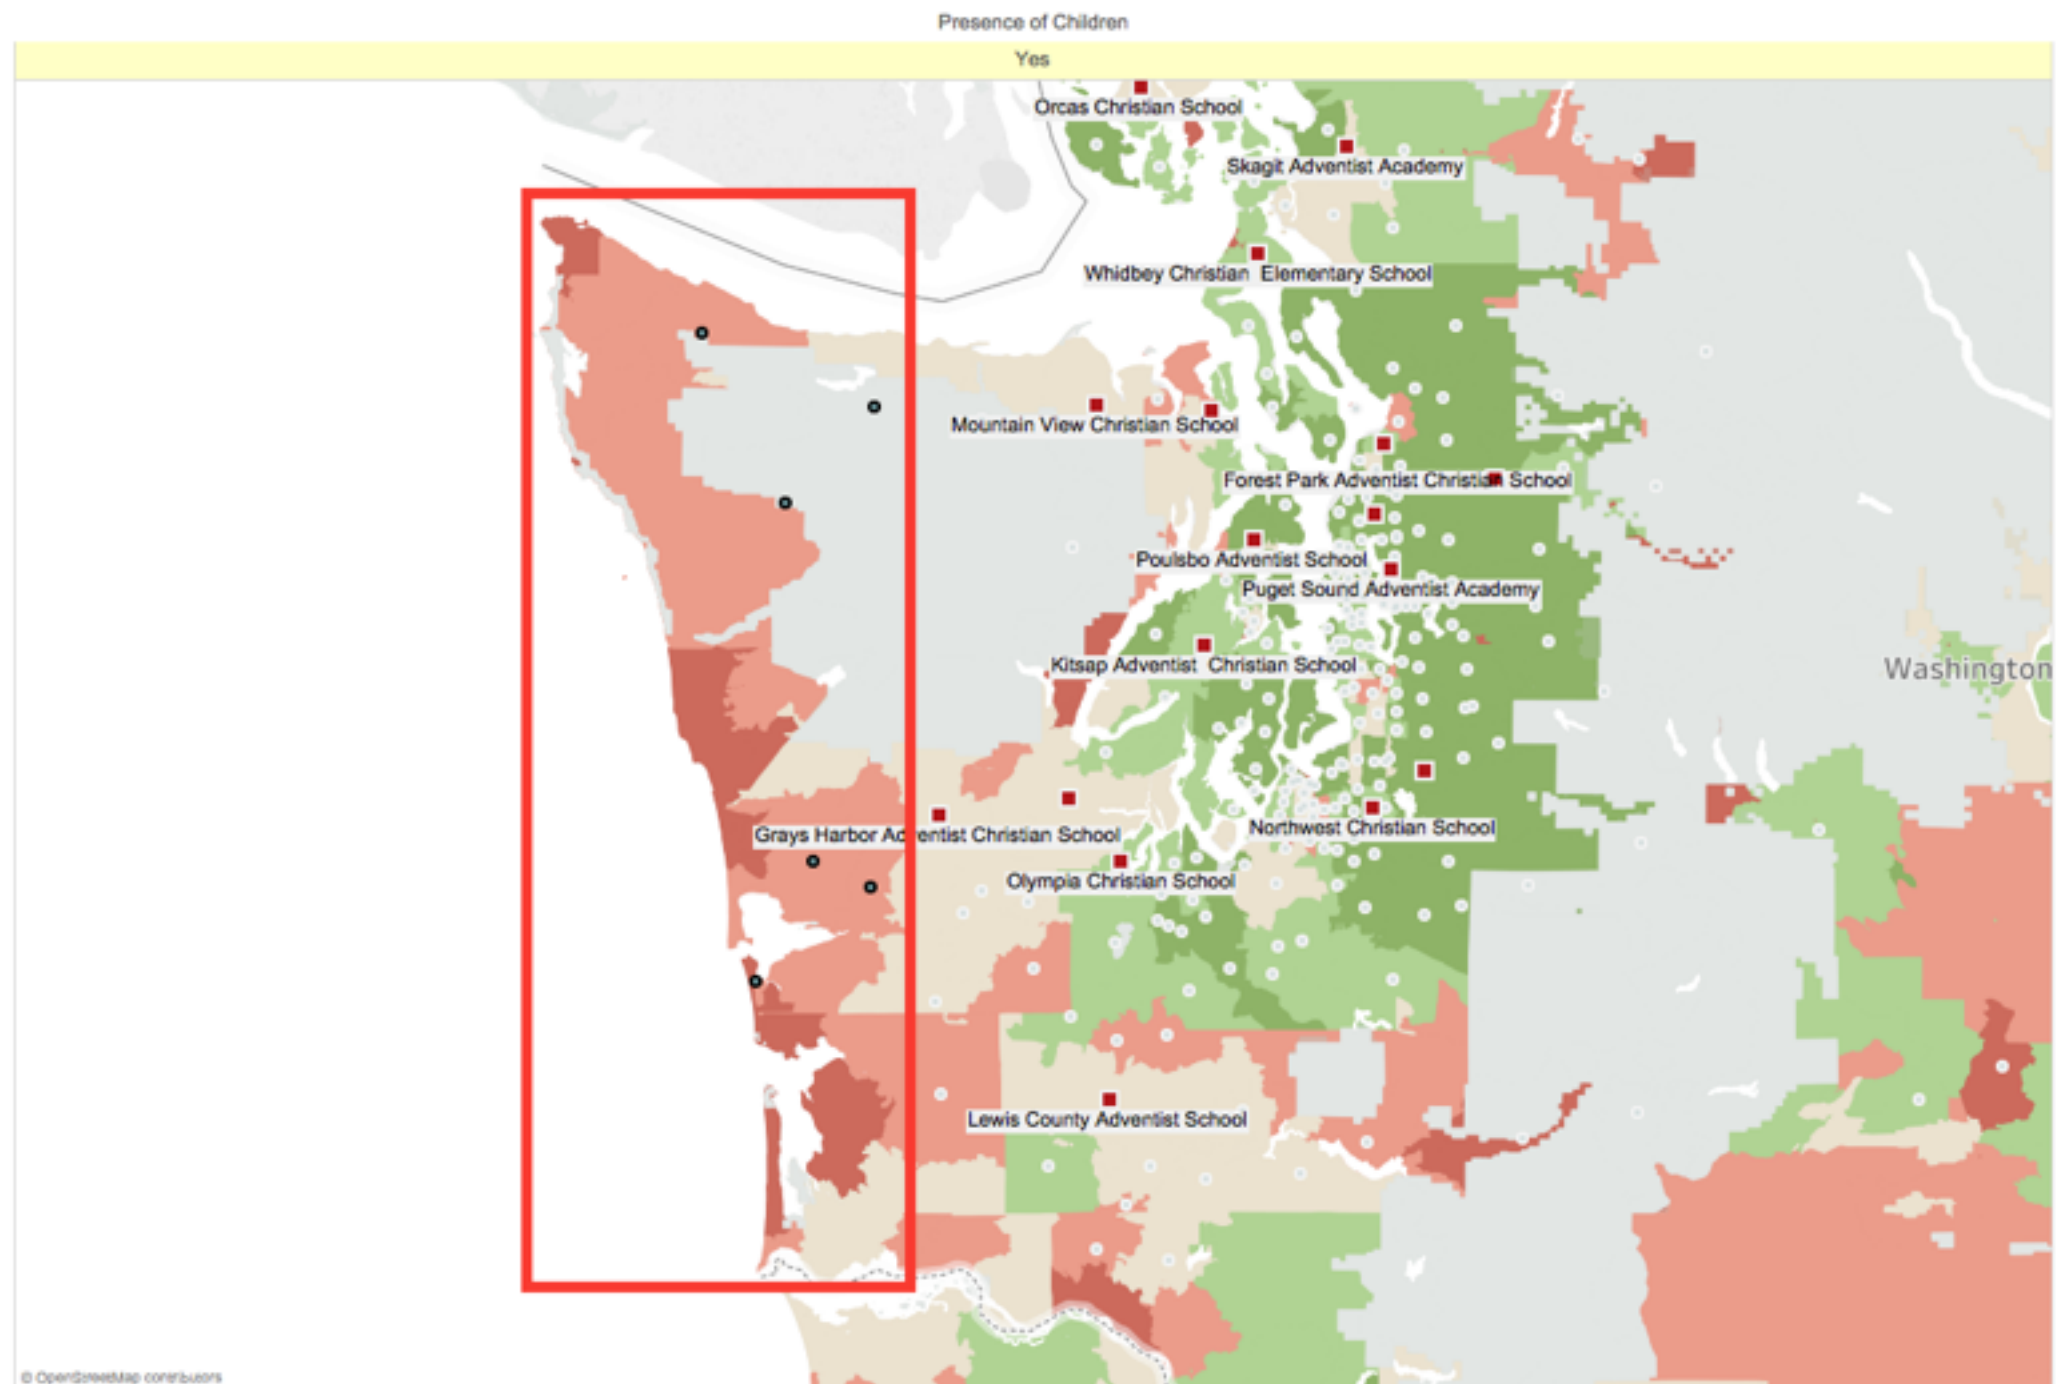 Presence of Children
Yes
Orcas Christian School
Skagit Adventist Academy
Whidbey Christian  Elementary School
Mountain View Christian School
Forest Park Adventist Christian School
Poulsbo Adventist School
Puget Sound Adventist Academy
Kitsap Adventist  Christian School
Washington
Grays Harbor Adventist Christian School
Northwest Christian School
Olympia Christian School
Lewis County Adventist School
© OpenStreetMap contributors